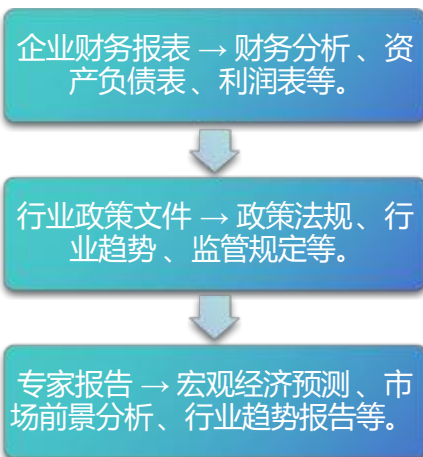 企业财务报表 → 财务分析 、资
产负债表 、利润表等。
行业政策文件 → 政策法规、行
业趋势 、监管规定等。
专家报告 → 宏观经济预测 、市
场前景分析、行业趋势报告等。